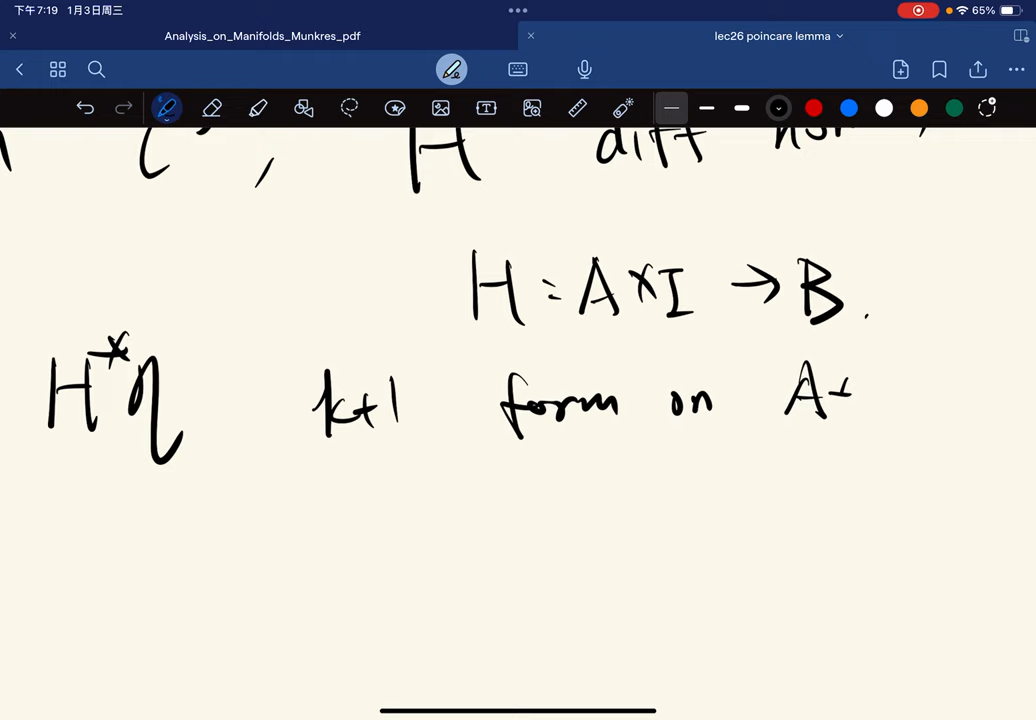 下午7:19 1月3日周三
65%
Analysis_on_Manifolds_Munkres_pdf
lec26 poincare lemma
H diff
H : A × I → B .
H*η k+1 form on A+